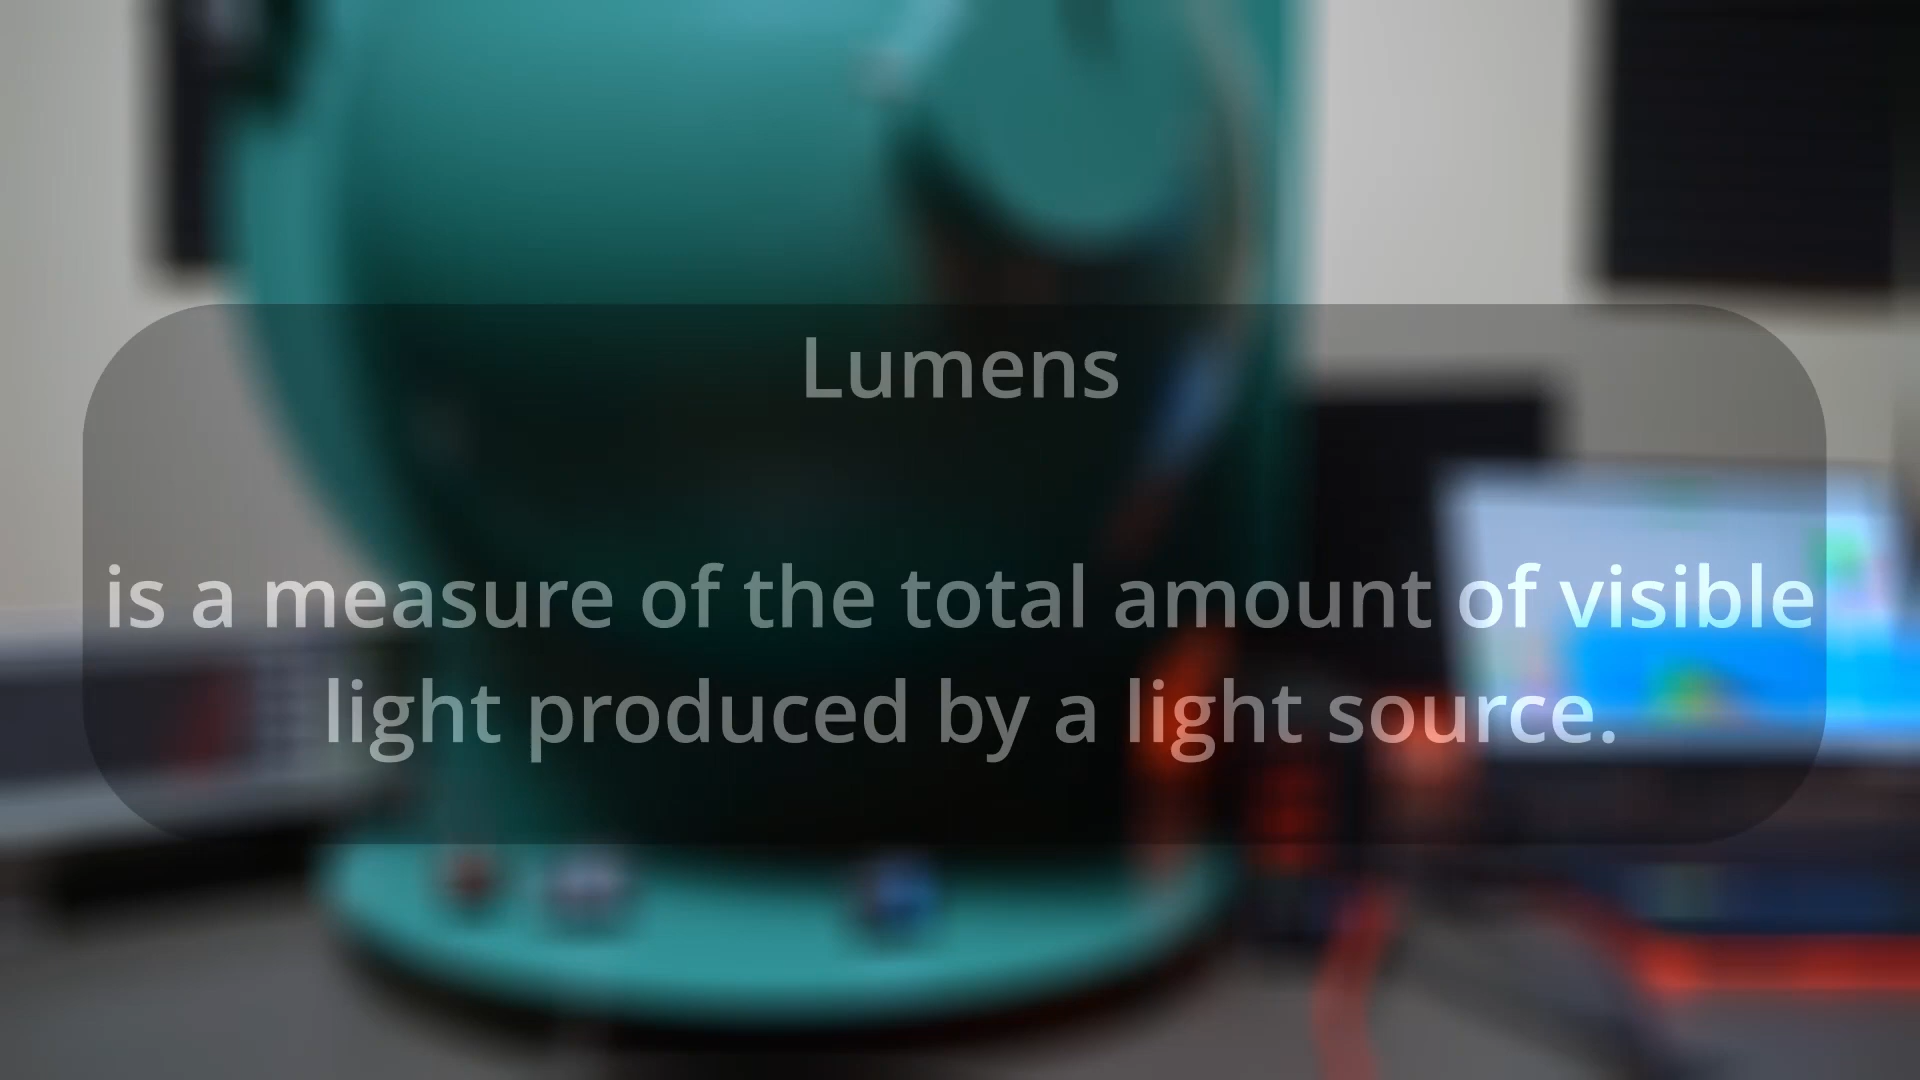 Lumens
is a measure of the total amount of visible
light produced by a light source.